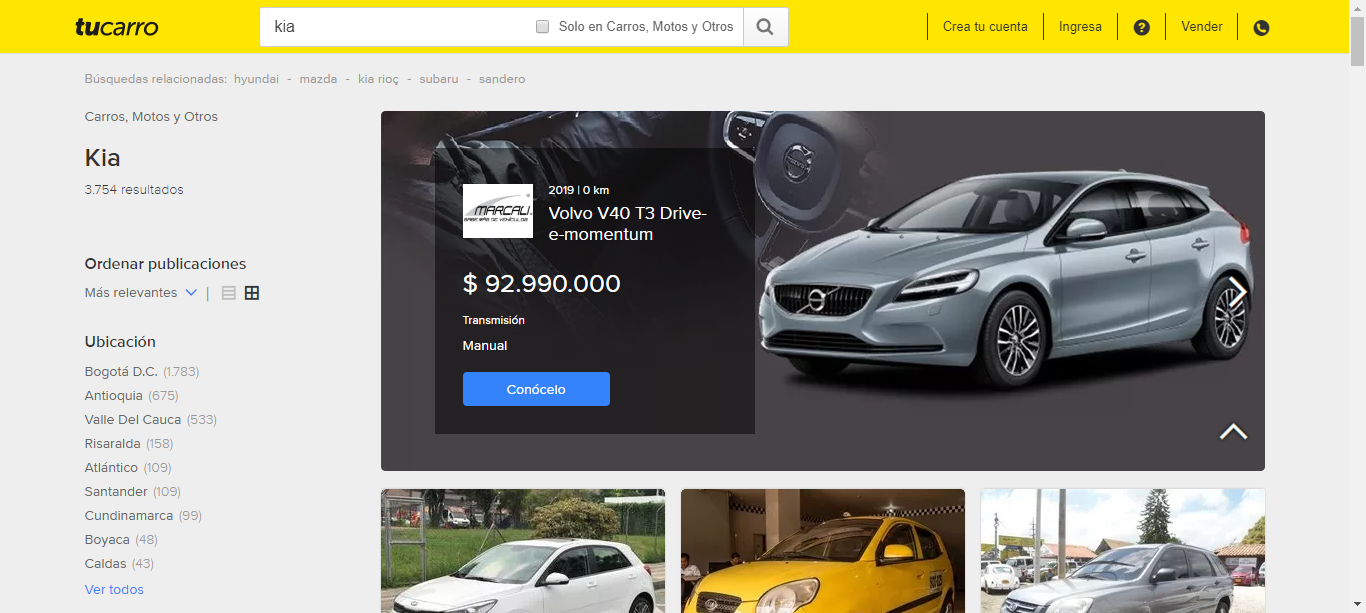 tucarro
kia
Solo en Carros, Motos y Otros
Crea tu cuenta
Ingresa
?
Vender
Búsquedas relacionadas: hyundai - mazda - kia rioç - subaru - sandero
Carros, Motos y Otros
Kia
3.754 resultados
Ordenar publicaciones
Más relevantes |
Ubicación
Bogotá D.C. (1.783)
Antioquia (675)
Valle Del Cauca (533)
Risaralda (158)
Atlántico (109)
Santander (109)
Cundinamarca (99)
Boyaca (48)
Caldas (43)
Ver todos
MARCALI
2019 | 0 km
Volvo V40 T3 Drive-
e-momentum
$ 92.990.000
Transmisión
Manual
Conócelo